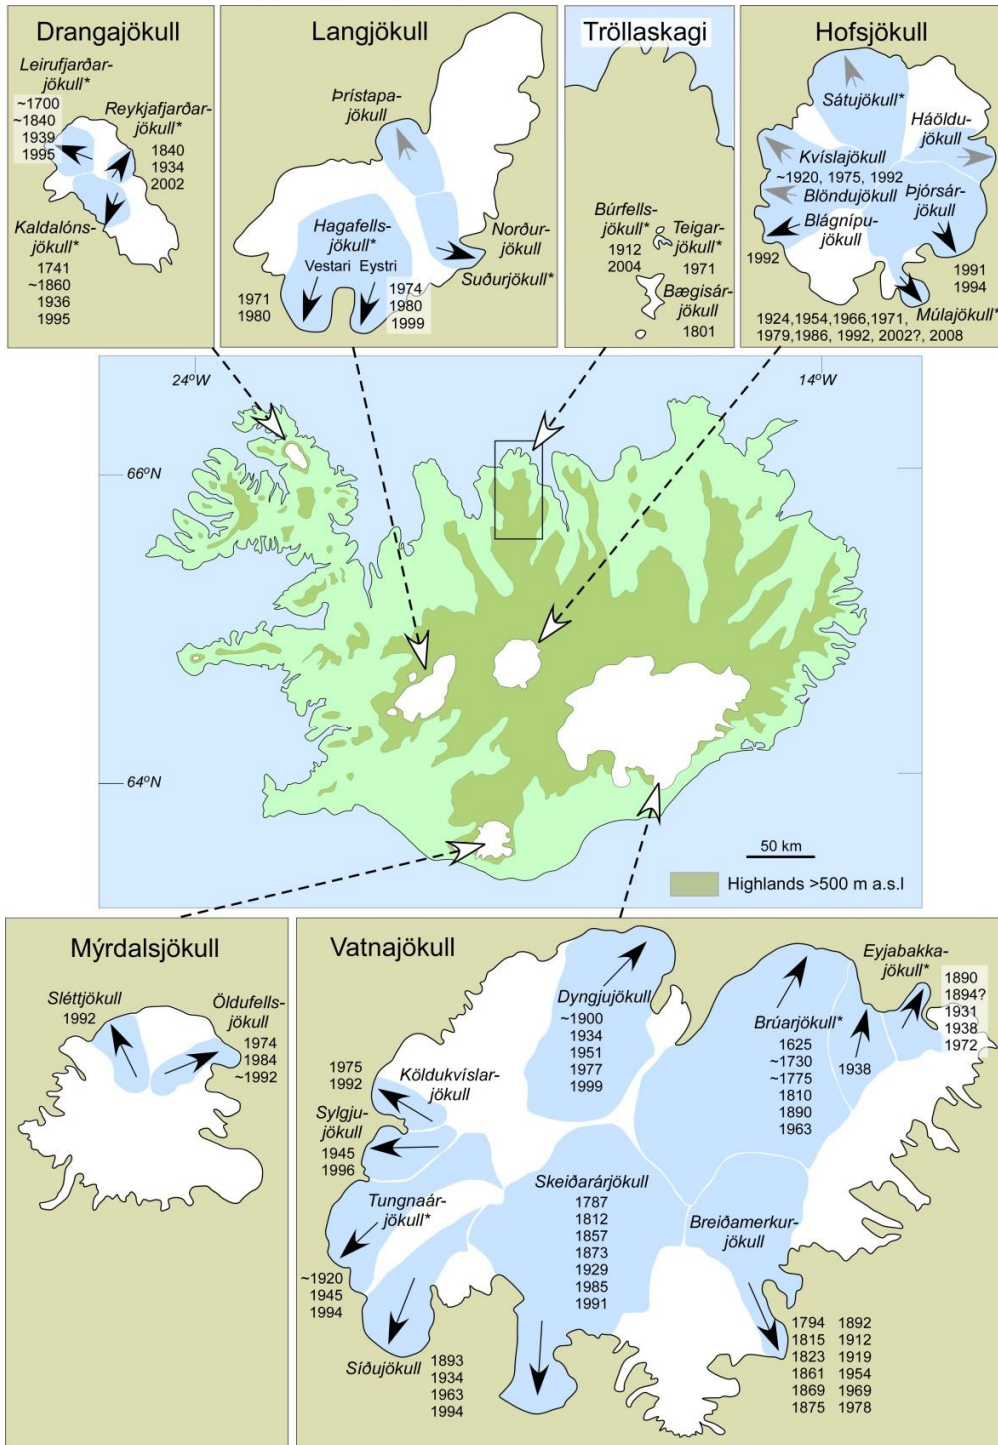 Drangajökull
Leirufjarðar-
jökull*
~1700
~1840
1939
1995
Reykjafjarðar-
jökull*
1840
1934
2002
Kaldalóns-
jökull*
1741
~1860
1936
1995
Langjökull
Þrístapa-
jökull
Hagafells-
jökull*
Vestari Eystri
1971
1980
1974
1980
1999
Norður-
jökull
Suðurjökull*
Tröllaskagi
Búrfells-
jökull*
1912
2004
Teigar-
jökull*
1971
Bægisár-
jökull
1801
Hofsjökull
Sátujökull*
Háöldu-
jökull
Kvíslajökull
~1920, 1975, 1992
Blöndujökull
Þjórsár-
jökull
Blágnípu-
jökull
1992
1991
1994
Múlajökull*
1924,1954,1966,1971,
1979,1986, 1992, 2002?, 2008
24ºW
14ºW
66ºN
64ºN
50 km
Highlands >500 m a.s.l
Mýrdalsjökull
Sléttjökull
1992
Öldufells-
jökull
1974
1984
~1992
Vatnajökull
Dyngjujökull
~1900
1934
1951
1977
1999
Brúarjökull*
1625
~1730
~1775
1810
1890
1963
1938
Eyjabakka-
jökull*
1890
1894?
1931
1938
1972
1975
1992
Köldukvíslar-
jökull
Sylgju-
jökull
1945
1996
Tungnaár-
jökull*
~1920
1945
1994
Síðujökull
1893
1934
1963
1994
Skeiðarárjökull
1787
1812
1857
1873
1929
1985
1991
Breiðamerkur-
jökull
1794 1892
1815 1912
1823 1919
1861 1954
1869 1969
1875 1978